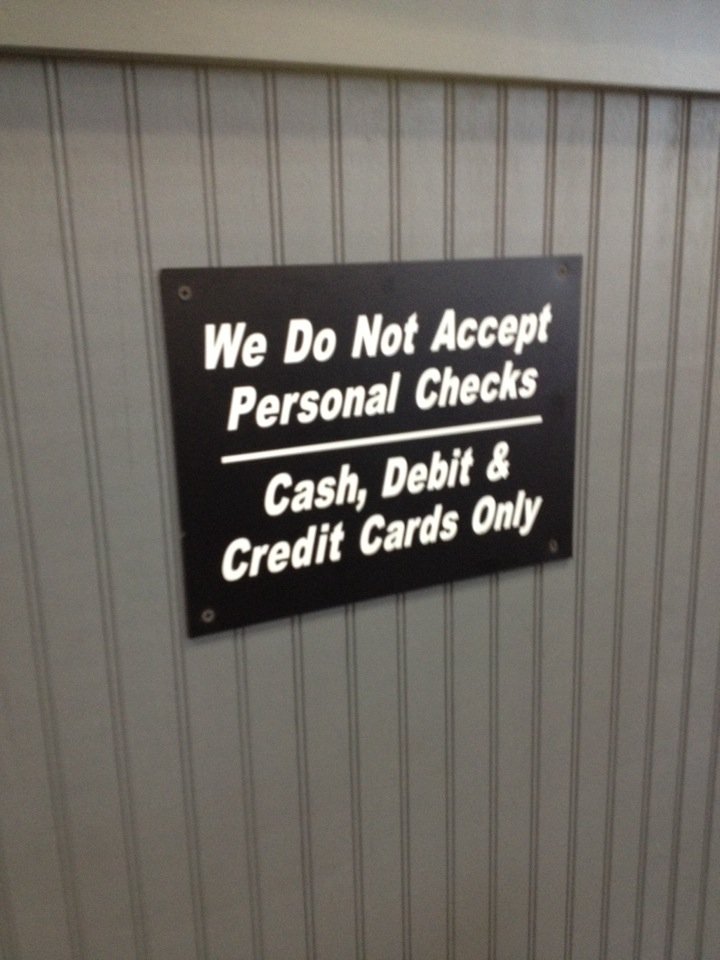 We Do Not Accept
Personal Checks
Cash, Debit &
Credit Cards Only